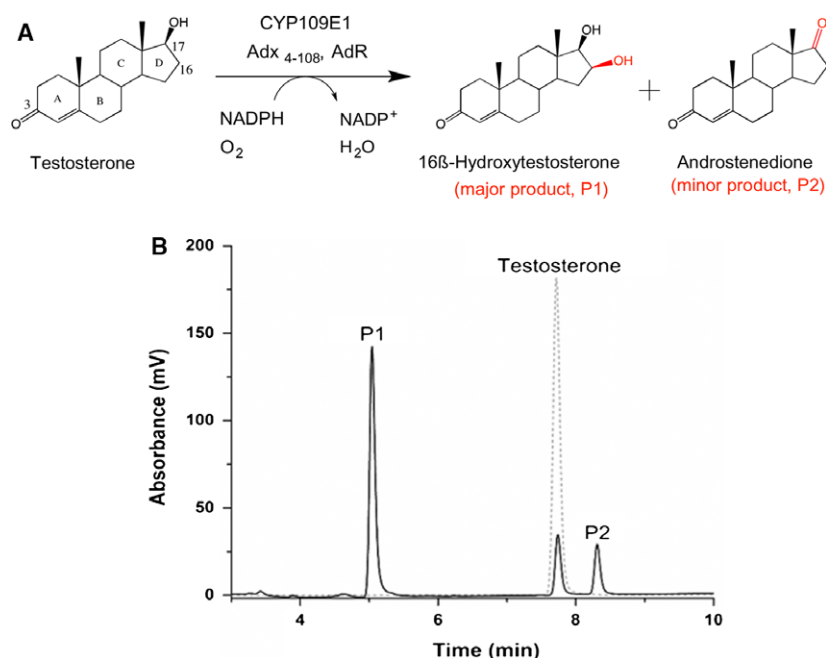 A
OH
17
16
D
C
B
A
3
O
Testosterone
CYP109E1
Adx 4-108, AdR
NADPH
NADP+
O2
H2O
OH
OH
O
16ß-Hydroxytestosterone
(major product, P1)
+
O
O
Androstenedione
(minor product, P2)
B
200
150
100
50
0
Absorbance (mV)
P1
Testosterone
P2
4
6
8
10
Time (min)